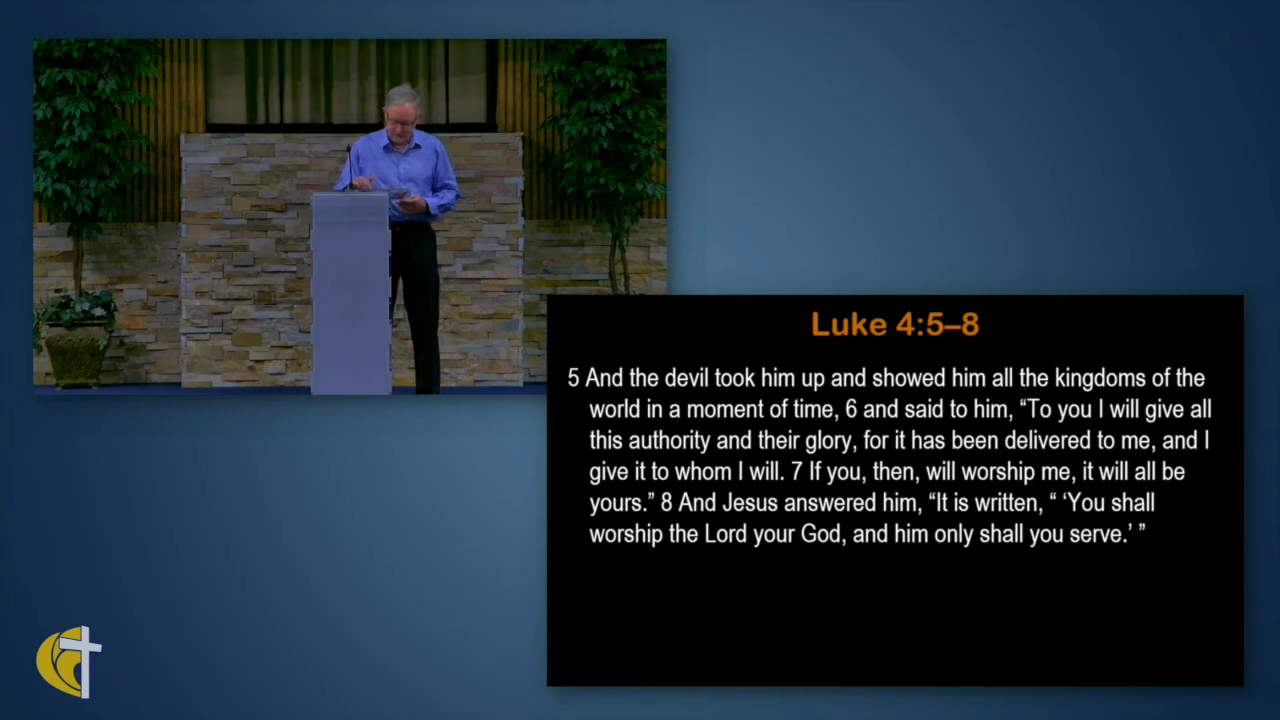 Luke 4:5–8
5 And the devil took him up and showed him all the kingdoms of the
world in a moment of time, 6 and said to him, “To you I will give all
this authority and their glory, for it has been delivered to me, and I
give it to whom I will. 7 If you, then, will worship me, it will all be
yours.” 8 And Jesus answered him, “It is written, “ ‘You shall
worship the Lord your God, and him only shall you serve.’ ”